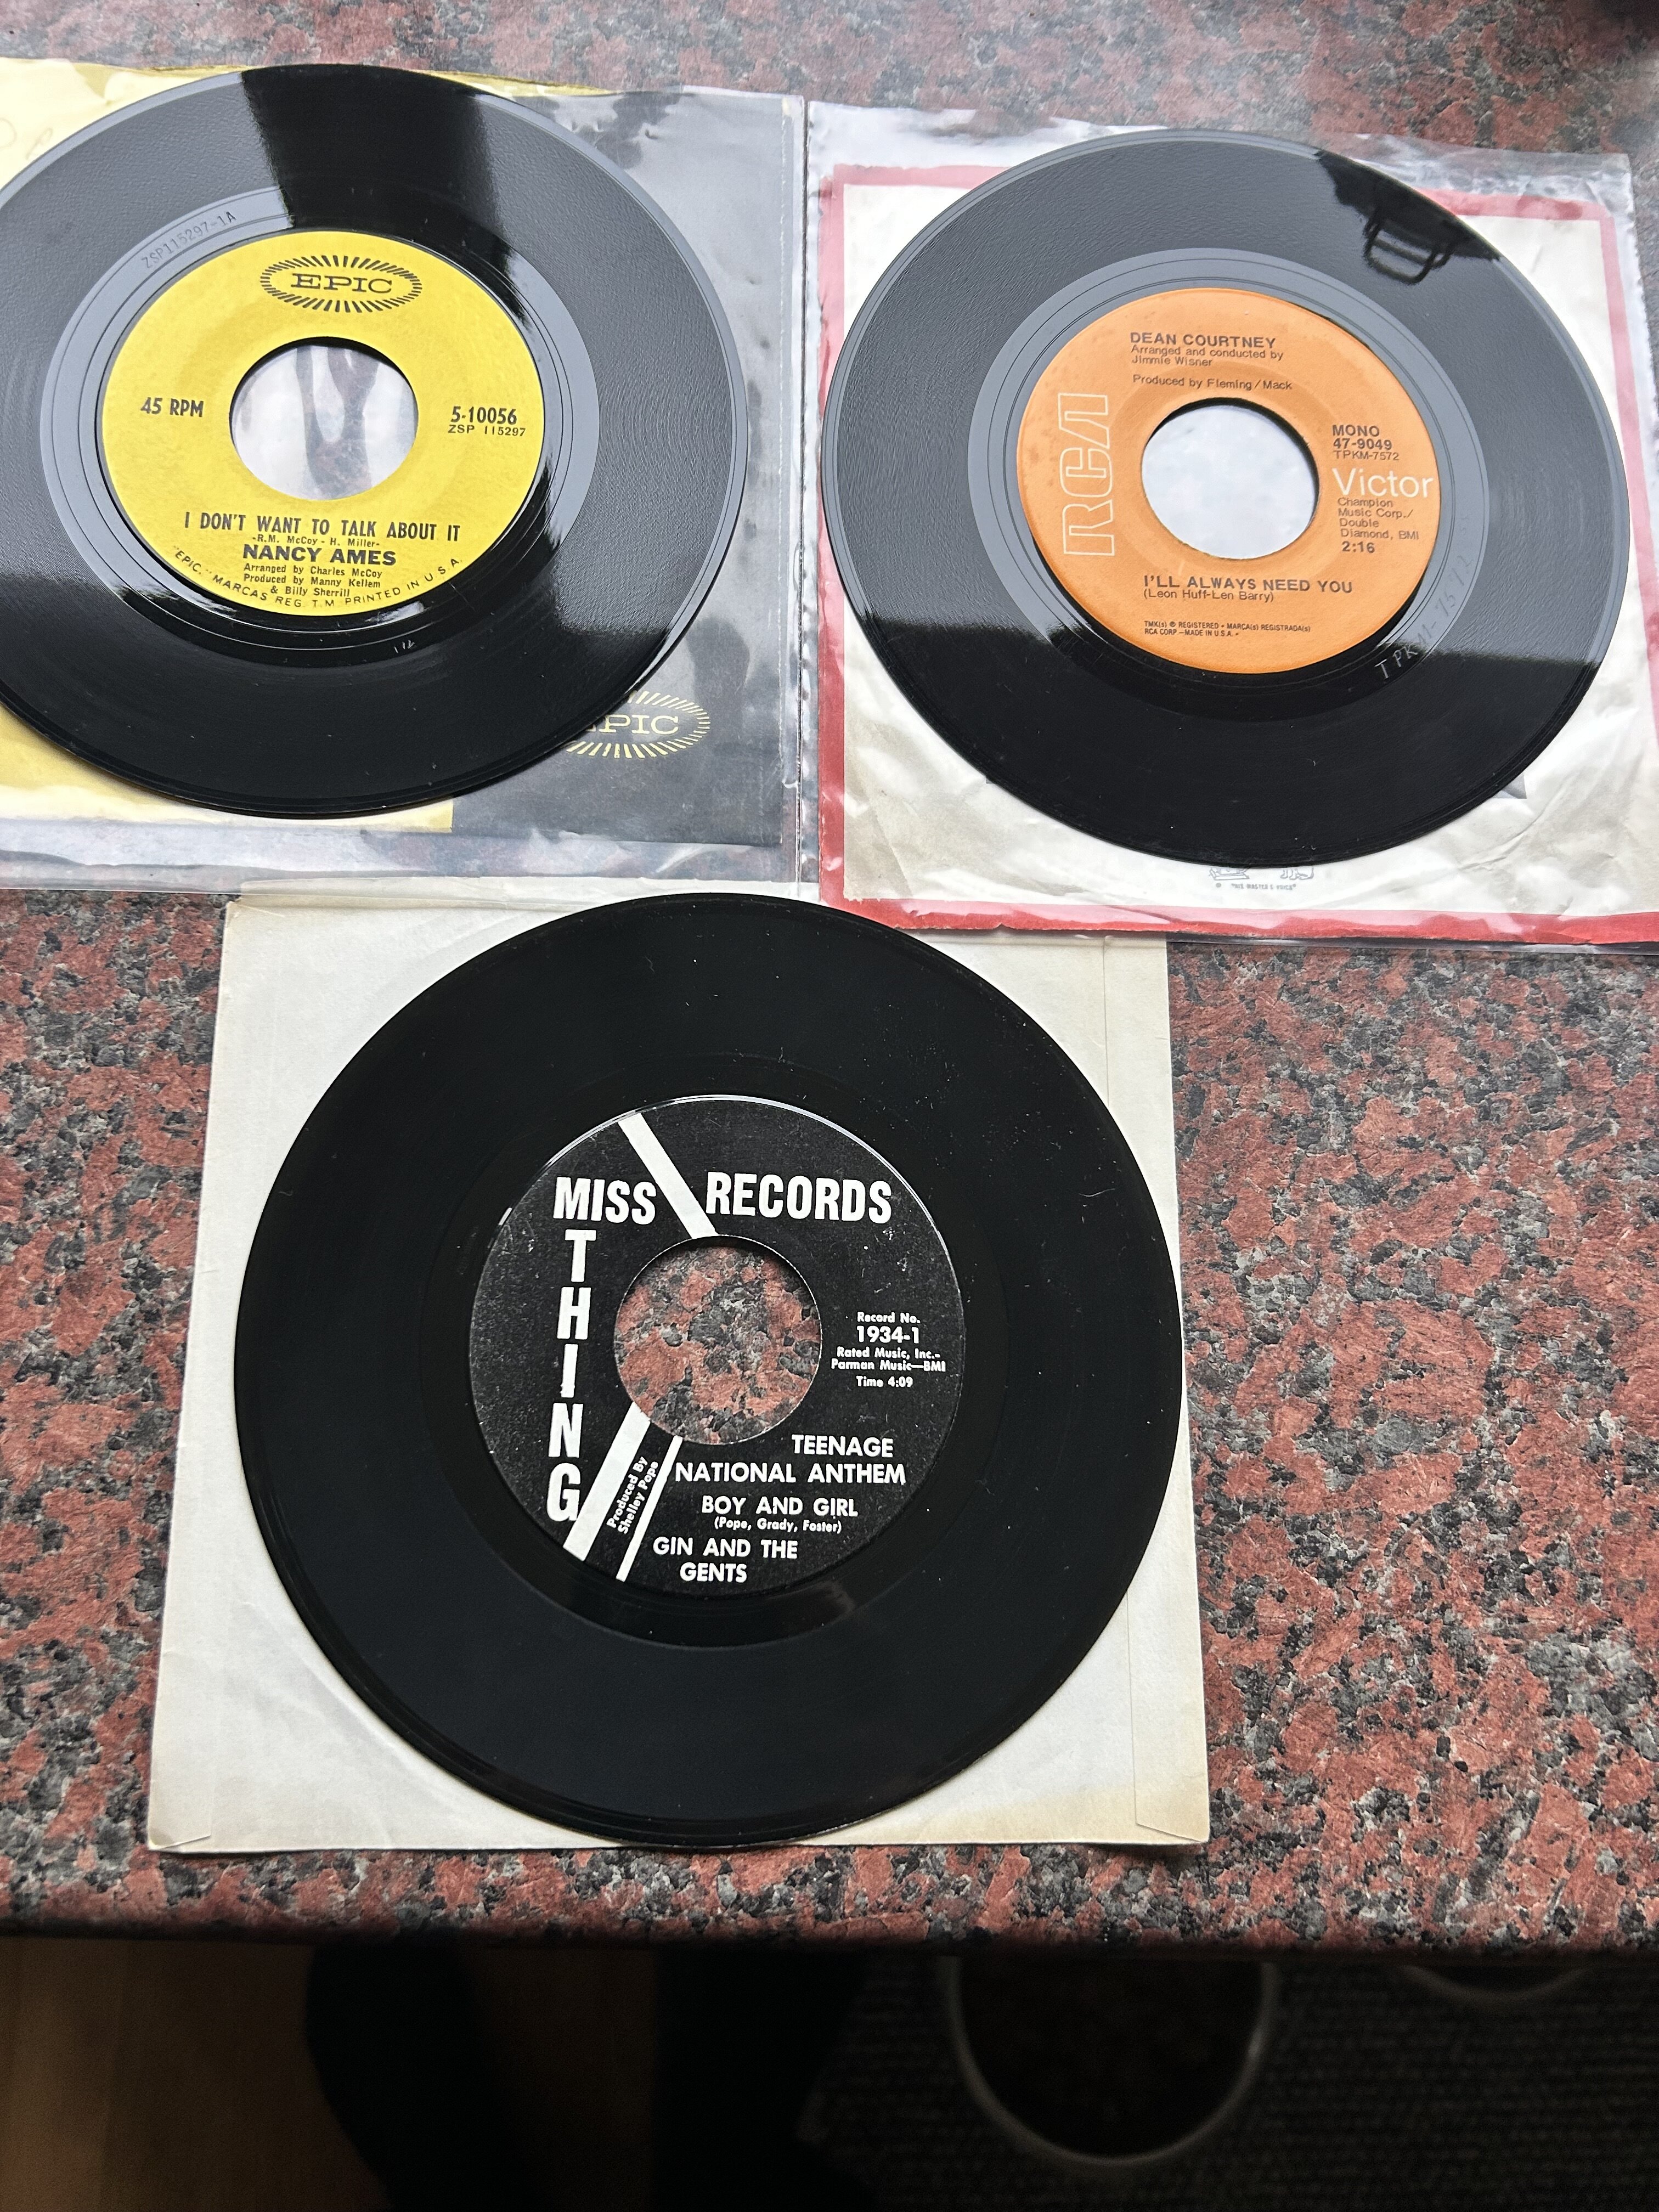 ZSP115297-1A
EPIC
45 RPM
5-10056
ZSP 115297
I DON'T WANT TO TALK ABOUT IT
-R.M. McCoy - H. Miller-
NANCY AMES
Arranged by Charles McCoy
Produced by Manny Kellem
& Billy Sherrill
"EPIC," MARCAS REG. T.M. PRINTED IN U.S.A.
EPIC
DEAN COURTNEY
Arranged and conducted by
Jimmie Wisner
Produced by Fleming/Mack
RCA
MONO
47-9049
TPKM-7572
Victor
Champion
Music Corp./
Double
Diamond, BMI
2:16
I'LL ALWAYS NEED YOU
(Leon Huff-Len Barry)
TMK(s) ® REGISTERED • MARCA(s) REGISTRADA(s)
RCA CORP.—MADE IN U.S.A. •
TPKM-7572
MISS THING RECORDS
Record No.
1934-1
Rated Music, Inc.-
Parman Music—BMI
Time 4:09
Produced By
Shelley Pope
TEENAGE
NATIONAL ANTHEM
BOY AND GIRL
(Pope, Grady, Foster)
GIN AND THE
GENTS